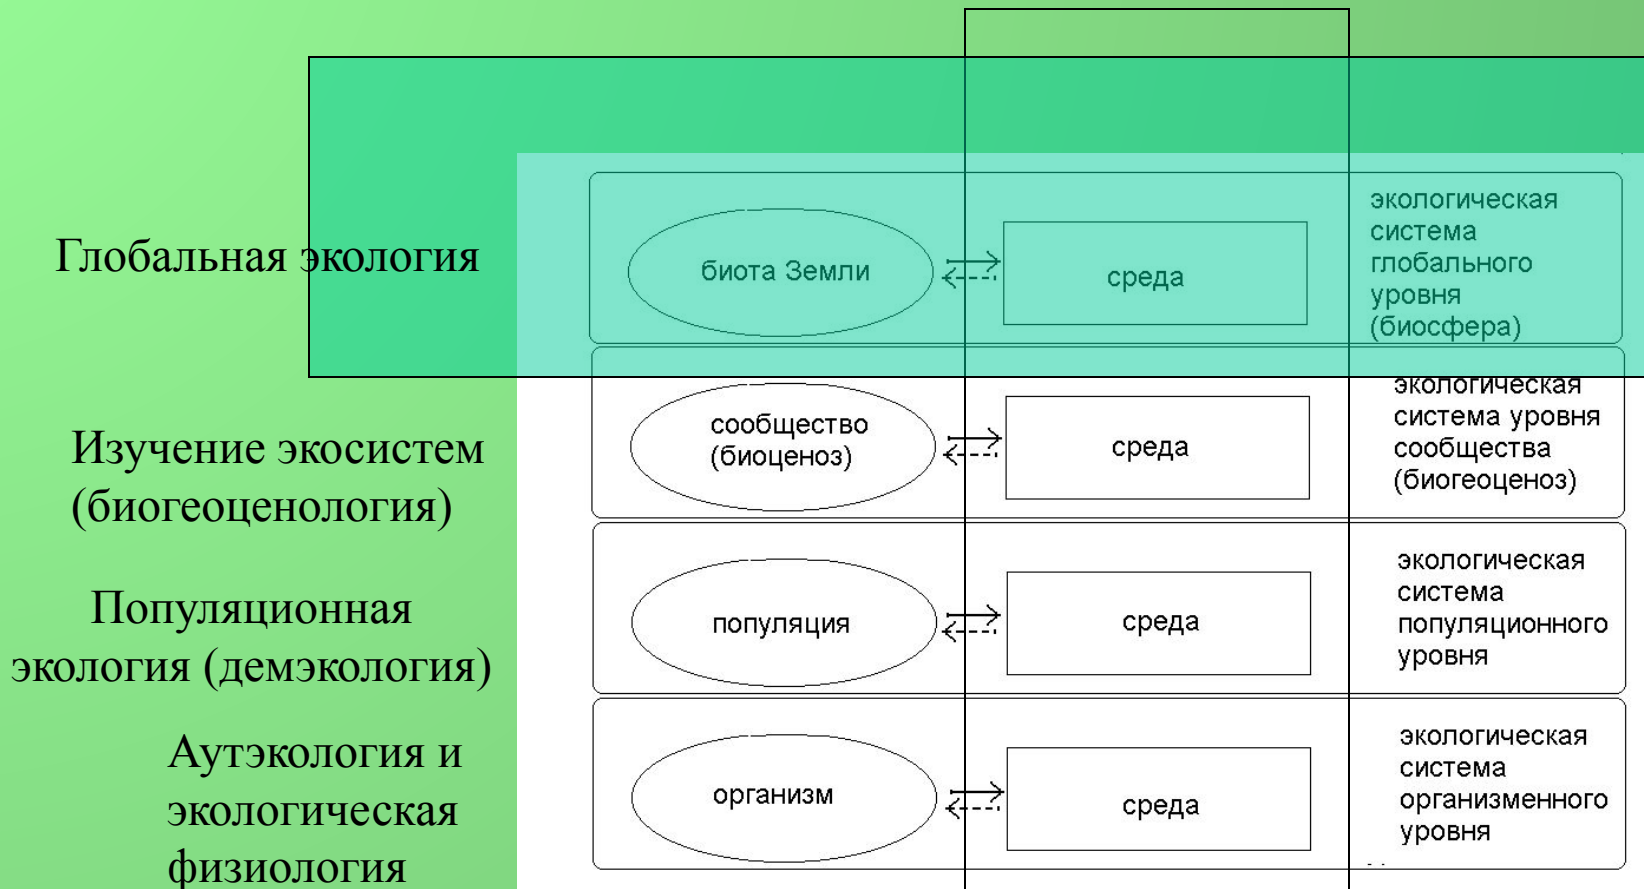 Глобальная экология
биота Земли
среда
экологическая
система
глобального
уровня
(биосфера)
Изучение экосистем
(биогеоценология)
сообщество
(биоценоз)
среда
экологическая
система уровня
сообщества
(биогеоценоз)
Популяционная
экология (демэкология)
популяция
среда
экологическая
система
популяционного
уровня
Аутэкология и
экологическая
физиология
организм
среда
экологическая
система
организменного
уровня